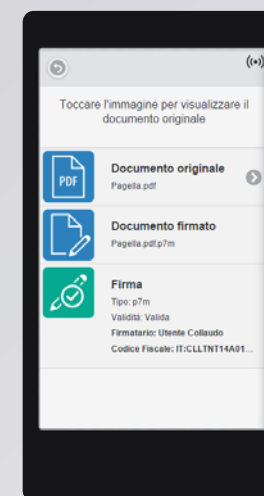 Toccare l'immagine per visualizzare il
documento originale
PDF
Documento originale
Pagella.pdf
Documento firmato
Pagella.pdf.p7m
Firma
Tipo: p7m
Validità: Valida
Firmatario: Utente Collaudo
Codice Fiscale: IT:CLLTNT14A01...